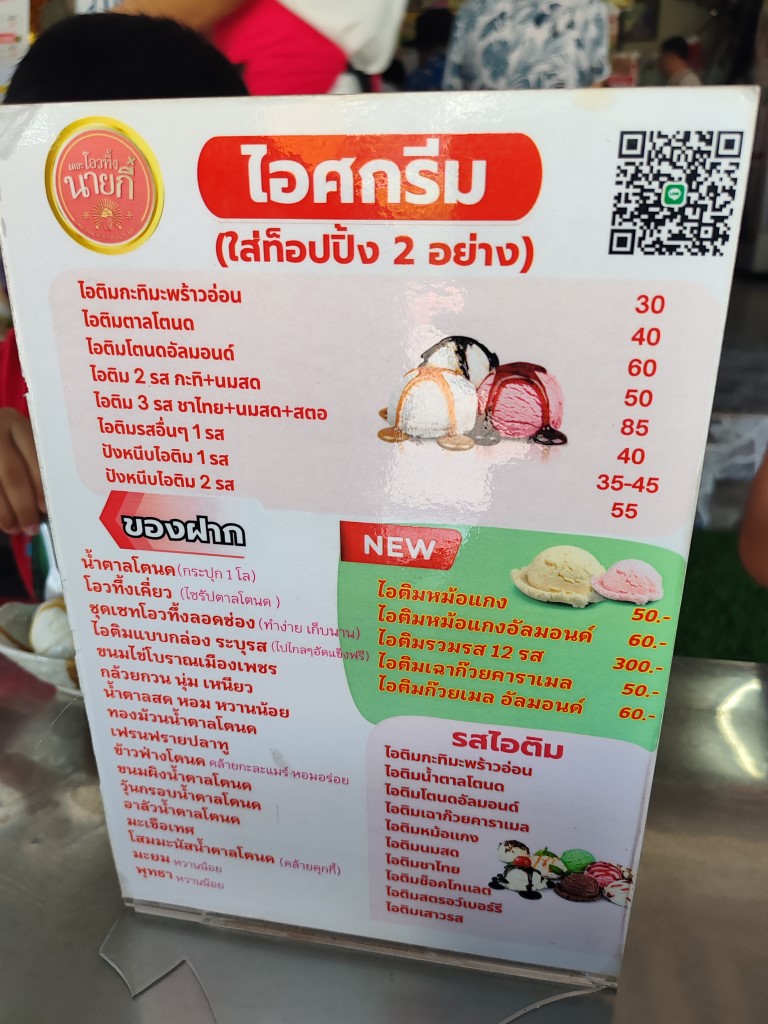 เตาะโอวทึ้ง
นายกี่
ไอศกรีม
(ใส่ท็อปปิ้ง 2 อย่าง)
ไอติมกะทิมะพร้าวอ่อน 30
ไอติมตาลโตนด 40
ไอติมโตนดอัลมอนด์ 60
ไอติม 2 รส กะทิ+นมสด 50
ไอติม 3 รส ชาไทย+นมสด+สตอ 85
ไอติมรสอื่นๆ 1 รส 40
ปังหนีบไอติม 1 รส 35-45
ปังหนีบไอติม 2 รส 55
ของฝาก
น้ำตาลโตนด (กระปุก 1 โล)
โอวทึ้งเคี่ยว (ไซรัปตาลโตนด )
ชุดเซทโอวทึ้งลอดช่อง (ทำง่าย เก็บนาน)
ไอติมแบบกล่อง ระบุรส (ไปไกลๆอัดแข็งฟรี)
ขนมไข่โบราณเมืองเพชร
กล้วยกวน นุ่ม เหนียว
น้ำตาลสด หอม หวานน้อย
ทองม้วนน้ำตาลโตนด
เฟรนฟรายปลาทู
ข้าวฟ่างโตนด คล้ายกะละแมร์ หอมอร่อย
ขนมผิงน้ำตาลโตนด
วุ้นกรอบน้ำตาลโตนด
อาลัวน้ำตาลโตนด
มะเขือเทศ
โสมมะนัสน้ำตาลโตนด (คล้ายคุกกี้)
มะยม หวานน้อย
พุทธา หวานน้อย
NEW
ไอติมหม้อแกง 50.-
ไอติมหม้อแกงอัลมอนด์ 60.-
ไอติมรวมรส 12 รส 300.-
ไอติมเฉาก๊วยคาราเมล 50.-
ไอติมก๊วยเมล อัลมอนด์ 60.-
รสไอติม
ไอติมกะทิมะพร้าวอ่อน
ไอติมน้ำตาลโตนด
ไอติมโตนดอัลมอนด์
ไอติมเฉาก๊วยคาราเมล
ไอติมหม้อแกง
ไอติมนมสด
ไอติมชาไทย
ไอติมช็อคโกแลต
ไอติมสตรอว์เบอร์รี
ไอติมเสาวรส